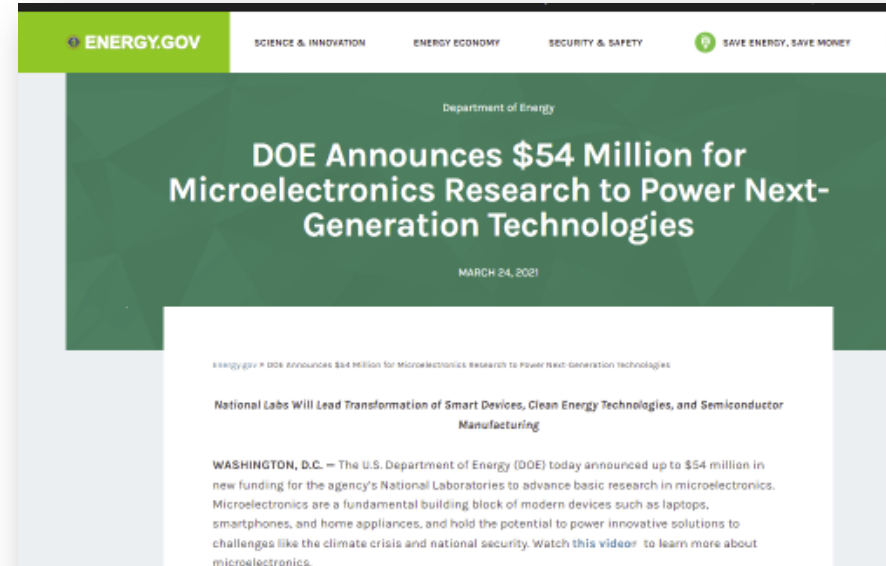 ENERGY.GOV
SCIENCE & INNOVATION ENERGY ECONOMY SECURITY & SAFETY SAVE ENERGY, SAVE MONEY
Department of Energy
DOE Announces $54 Million for
Microelectronics Research to Power Next-
Generation Technologies
MARCH 24, 2021
Energy.gov » DOE Announces $54 Million for Microelectronics Research to Power Next-Generation Technologies
National Labs Will Lead Transformation of Smart Devices, Clean Energy Technologies, and Semiconductor
Manufacturing
WASHINGTON, D.C. — The U.S. Department of Energy (DOE) today announced up to $54 million in
new funding for the agency's National Laboratories to advance basic research in microelectronics.
Microelectronics are a fundamental building block of modern devices such as laptops,
smartphones, and home appliances, and hold the potential to power innovative solutions to
challenges like the climate crisis and national security. Watch this video to learn more about
microelectronics.